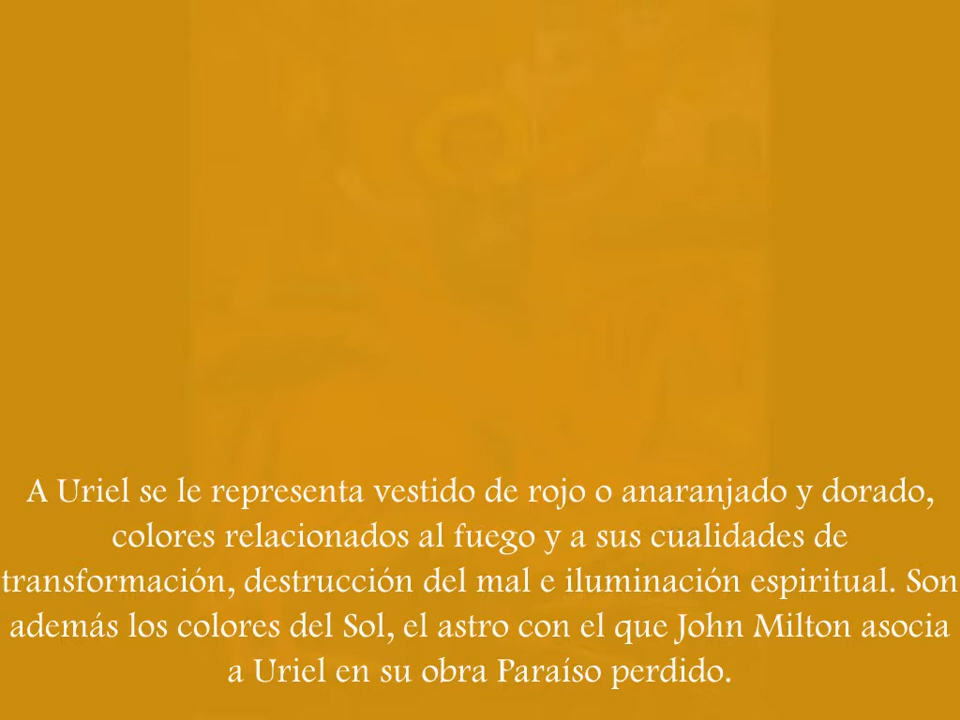 A Uriel se le representa vestido de rojo o anaranjado y dorado,
colores relacionados al fuego y a sus cualidades de
transformación, destrucción del mal e iluminación espiritual. Son
además los colores del Sol, el astro con el que John Milton asocia
a Uriel en su obra Paraíso perdido.